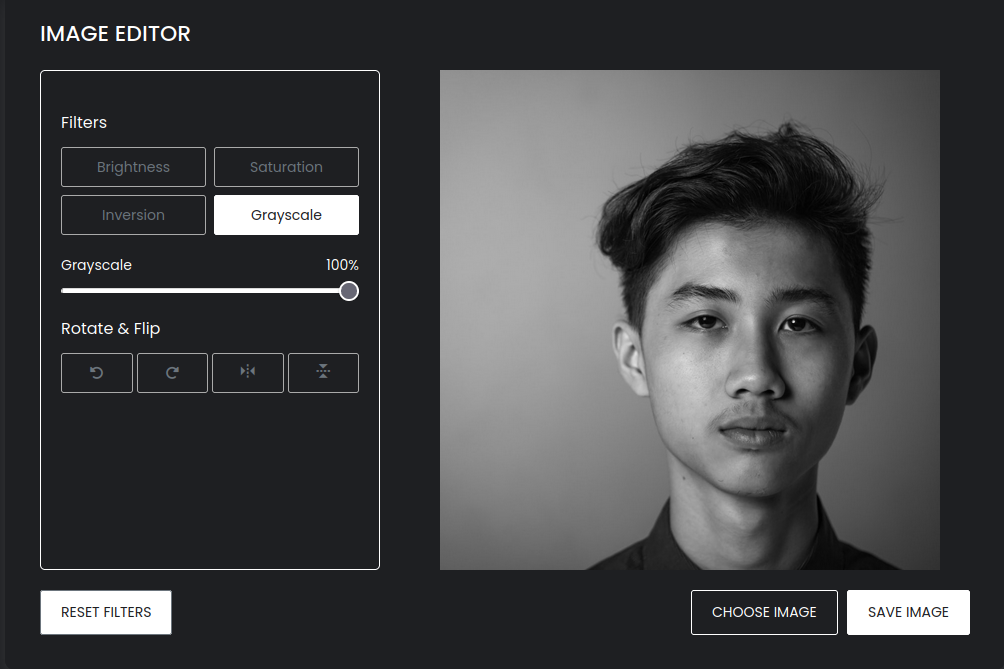 IMAGE EDITOR
Filters
Brightness Saturation
Inversion Grayscale
Grayscale 100%
Rotate & Flip
RESET FILTERS CHOOSE IMAGE SAVE IMAGE